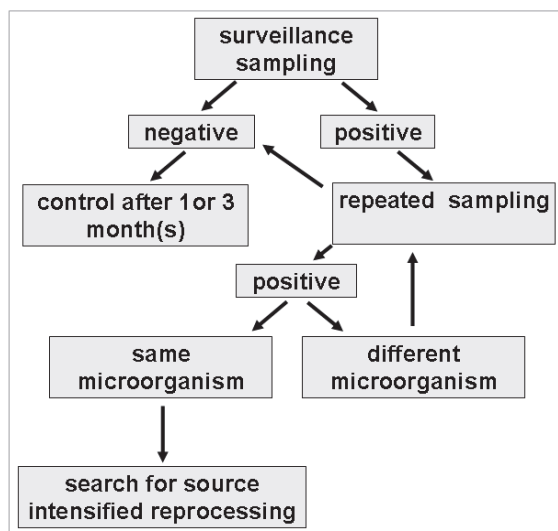 surveillance
sampling
negative
positive
control after 1or 3
month(s)
repeated sampling
positive
same
microorganism
different
microorganism
search for source
intensified reprocessing